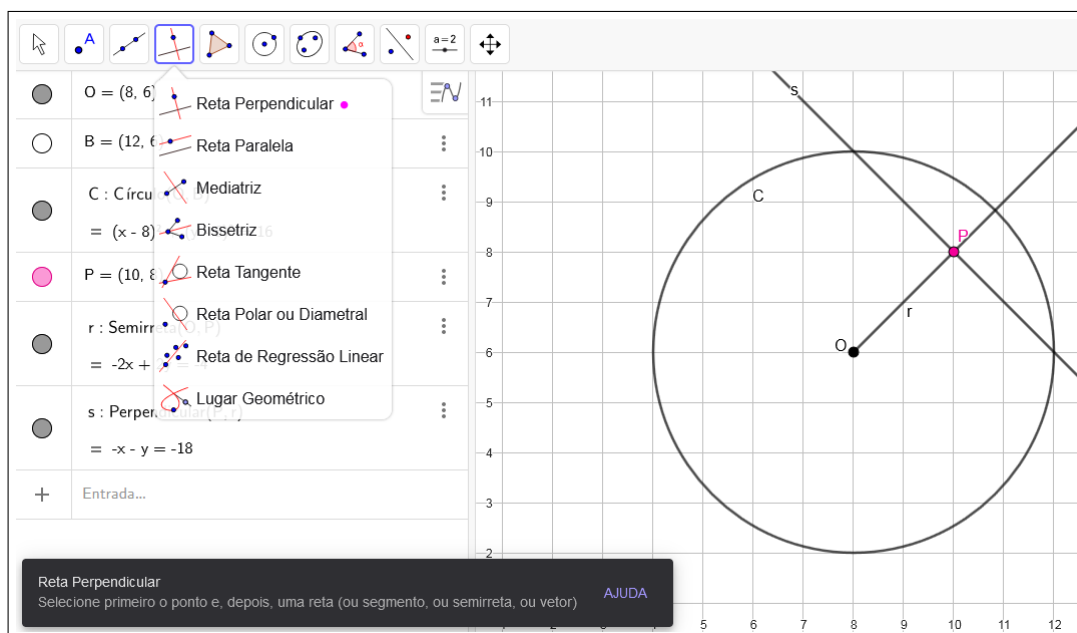 A
α
a=2
O = (8, 6)
B = (12, 6
C : Círcu
= (x - 8)
16
P = (10, 8
r : Semirreta(O, P)
= -2x +
s : Perpendicular(P, r)
= -x - y = -18
Entrada...
Reta Perpendicular
Reta Paralela
Mediatriz
Bissetriz
Reta Tangente
Reta Polar ou Diametral
Reta de Regressão Linear
Lugar Geométrico
Reta Perpendicular
Selecione primeiro o ponto e, depois, uma reta (ou segmento, ou semirreta, ou vetor)
AJUDA
s
C
P
r
O
11
10
9
8
7
6
5
4
3
2
5 6 7 8 9 10 11 12